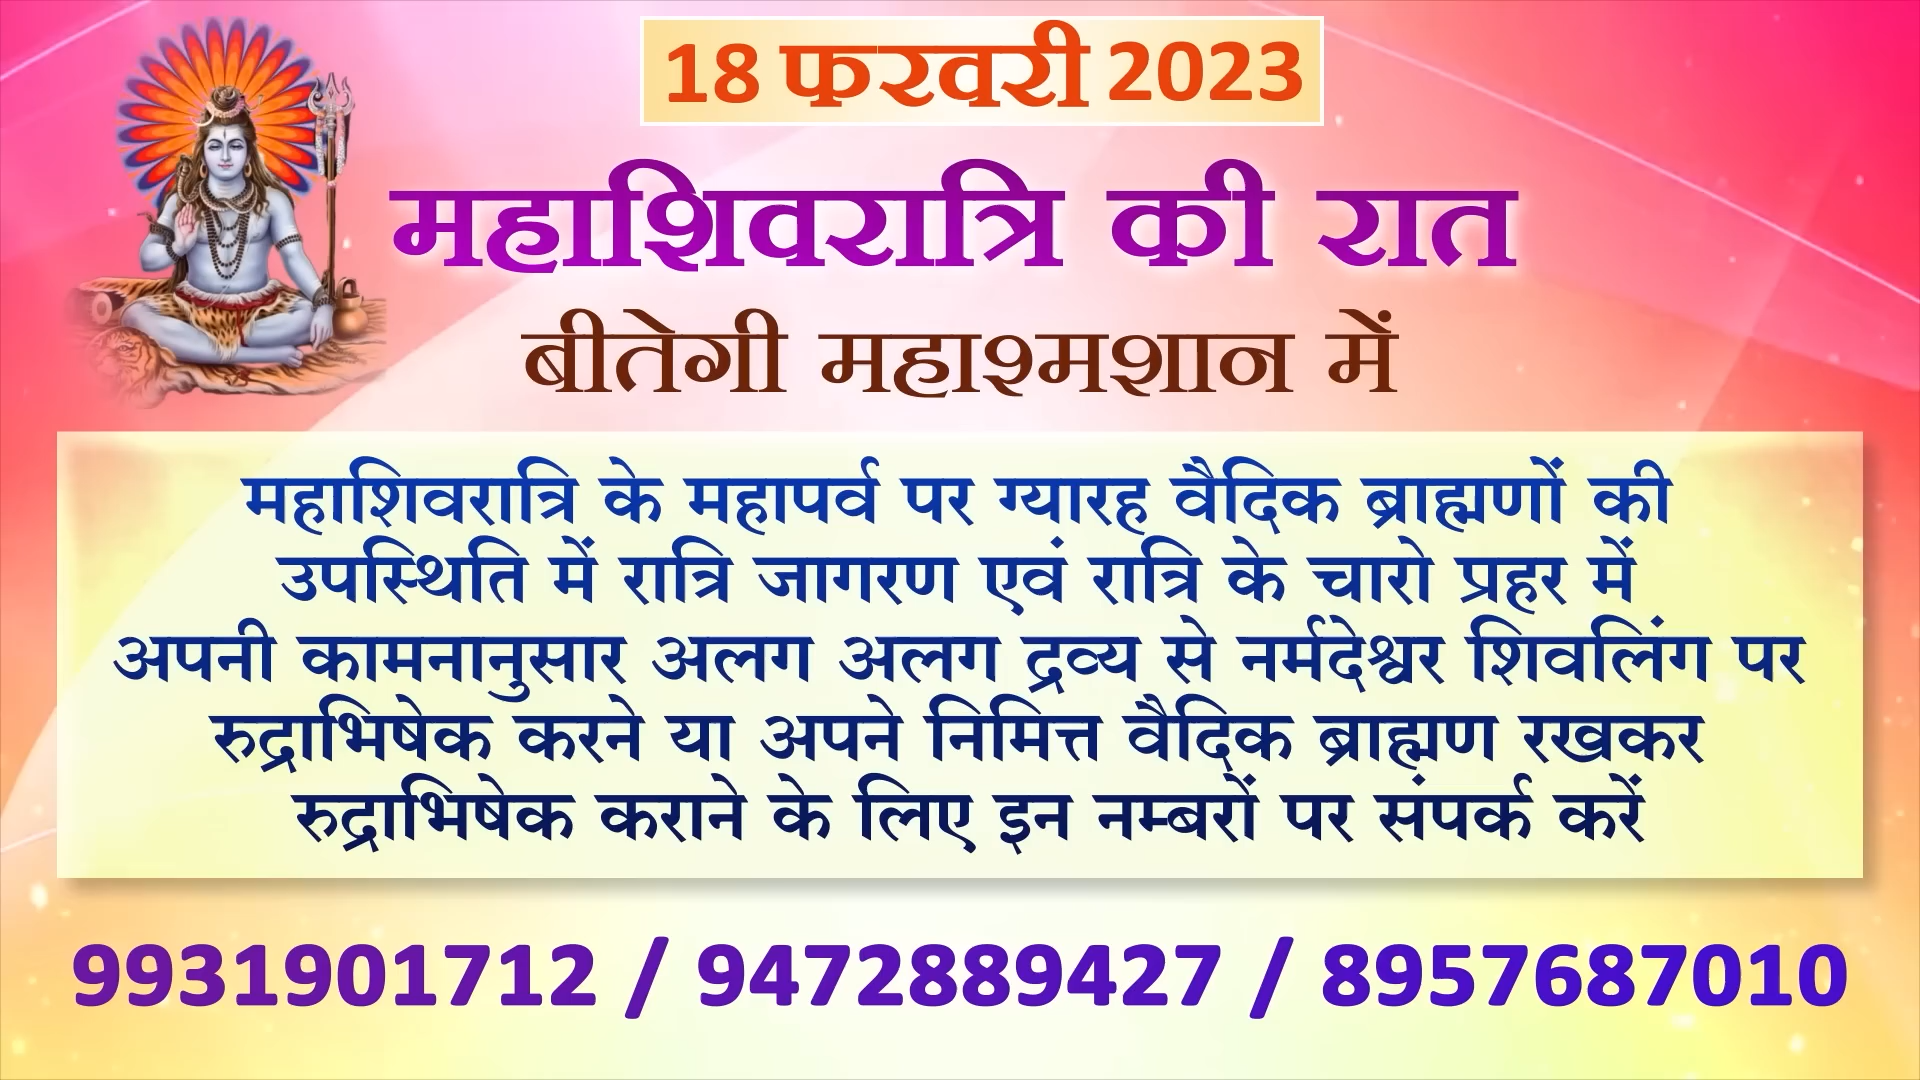 18 फरवरी 2023
महाशिवरात्रि की रात
बीतेगी महाश्मशान में
महाशिवरात्रि के महापर्व पर ग्यारह वैदिक ब्राह्मणों की
उपस्थिति में रात्रि जागरण एवं रात्रि के चारो प्रहर में
अपनी कामनानुसार अलग अलग द्रव्य से नर्मदेश्वर शिवलिंग पर
रुद्राभिषेक करने या अपने निमित्त वैदिक ब्राह्मण रखकर
रुद्राभिषेक कराने के लिए इन नम्बरों पर संपर्क करें
9931901712 / 9472889427 / 8957687010